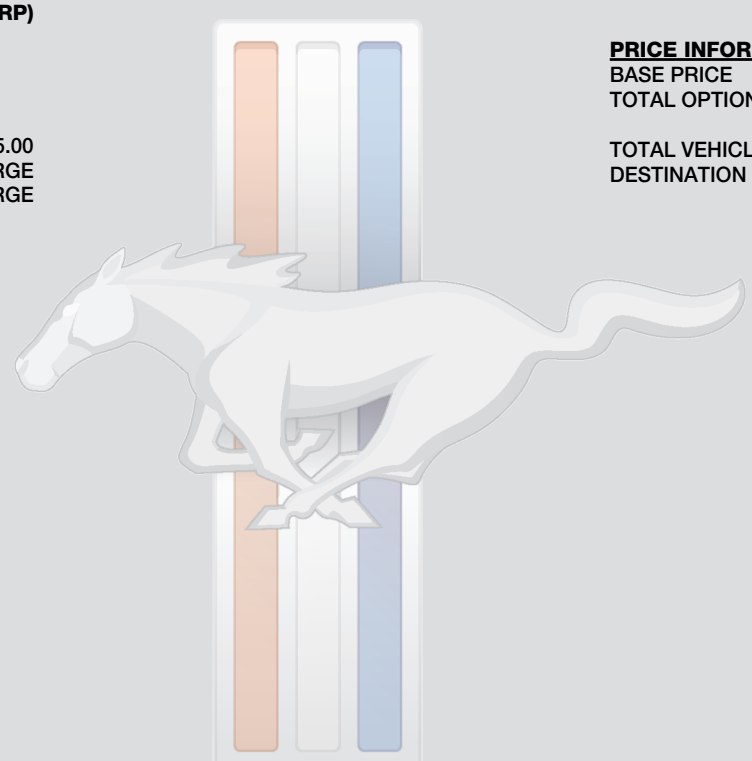 RP)
5.00
RGE
RGE
PRICE INFOR
BASE PRICE
TOTAL OPTION
TOTAL VEHICL
DESTINATION